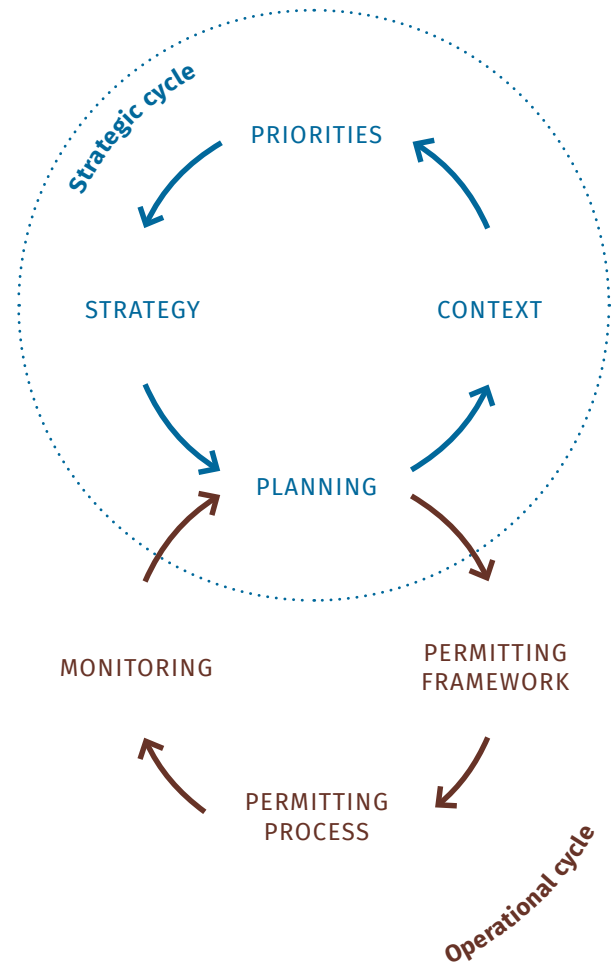 Strategic cycle
PRIORITIES
STRATEGY
CONTEXT
PLANNING
MONITORING
PERMITTING
FRAMEWORK
PERMITTING
PROCESS
Operational cycle